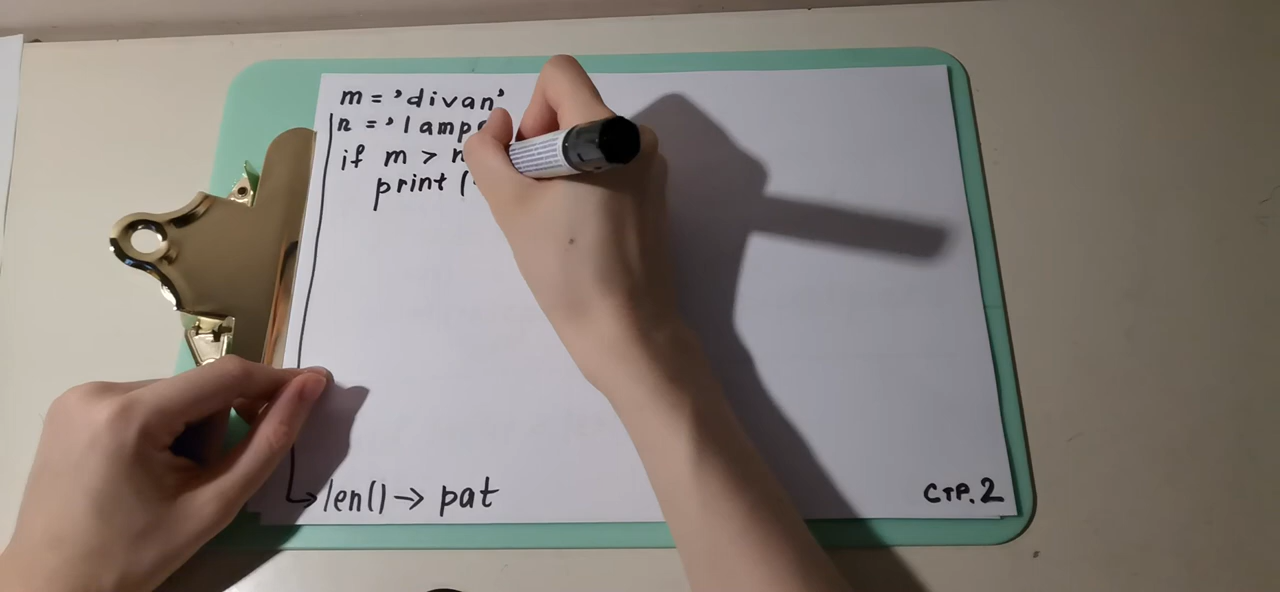 m = 'divan'
n = 'lamp
if m > n
print (
len() → pat
стр. 2